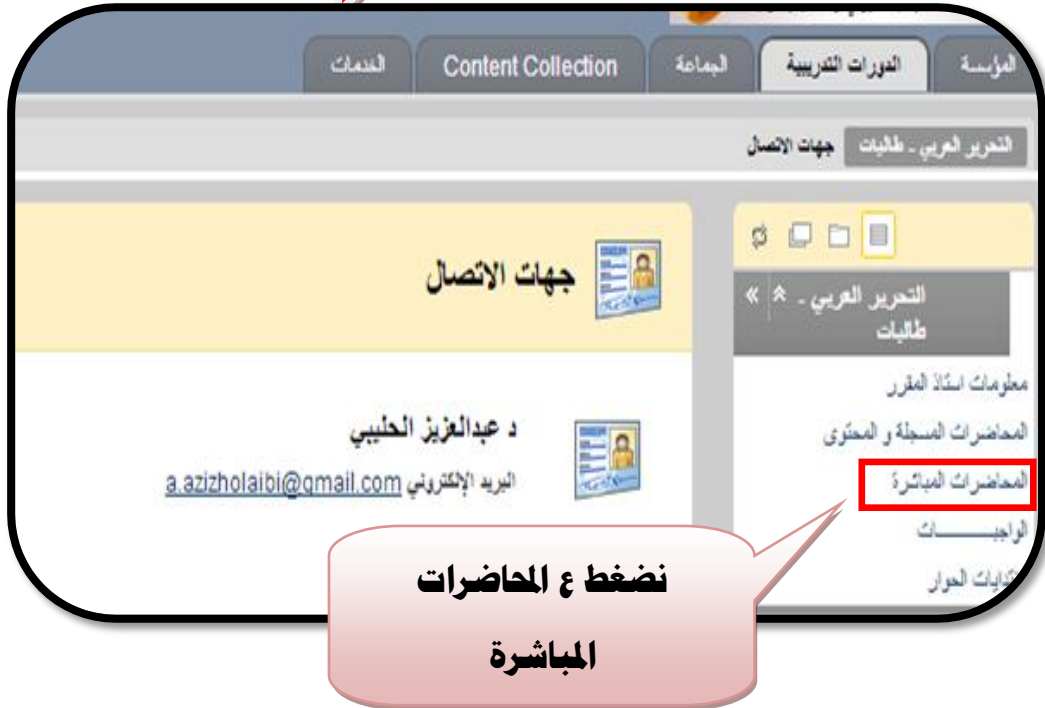 المؤسسة
الدورات التدريبية
الجماعة
Content Collection
الخدمات
التحرير العربي - طالبات
جهات الاتصال
التحرير العربي - طالبات
معلومات استاذ المقرر
المحاضرات المسجلة و المحتوى
المحاضرات المباشرة
الواجبـــــــات
جهات الاتصال
د عبدالعزيز الحليبي
البريد الإلكتروني a.azizholaibi@gmail.com
نضغط ع المحاضرات
المباشرة